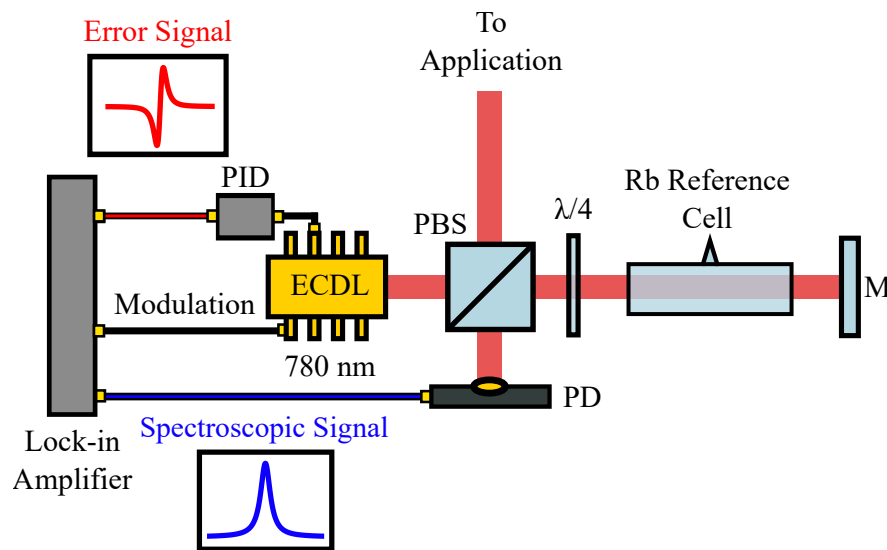 Error Signal
To
Application
PID
Rb Reference
Cell
λ/4
PBS
ECDL
M
Modulation
780 nm
PD
Spectroscopic Signal
Lock-in
Amplifier